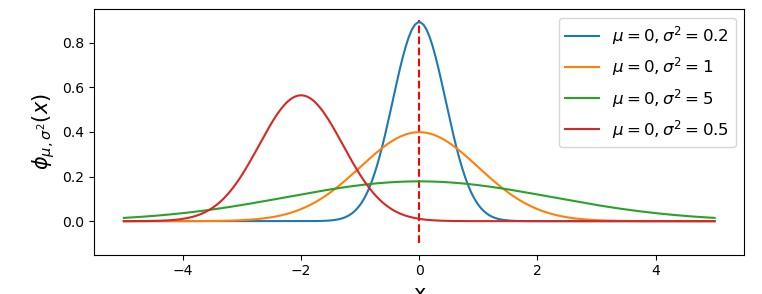 ϕμ,σ²(x)
0.8
0.6
0.4
0.2
0.0
−4
−2
0
2
4
x
μ = 0, σ² = 0.2
μ = 0, σ² = 1
μ = 0, σ² = 5
μ = 0, σ² = 0.5